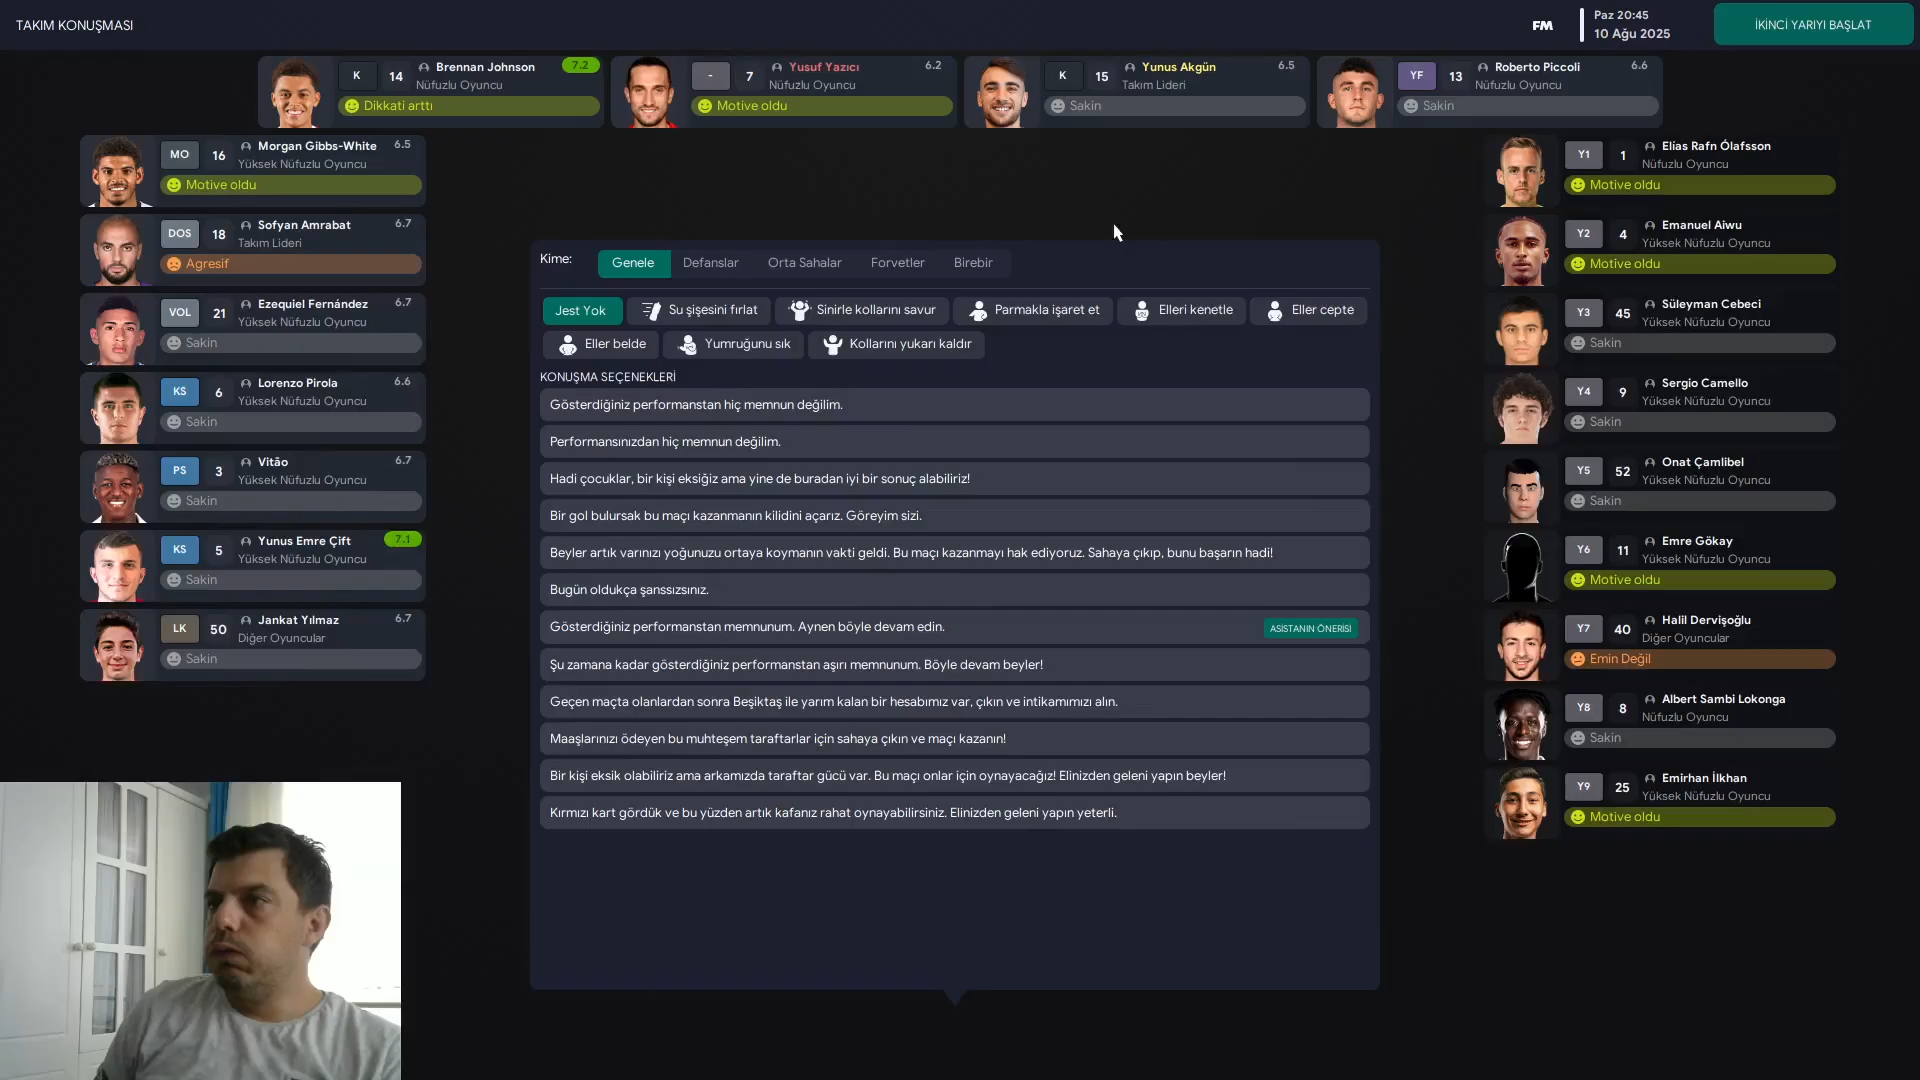 TAKIM KONUŞMASI
FM
Paz 20:45
10 Ağu 2025
İKİNCİ YARIYI BAŞLAT
K 14 Brennan Johnson 7.2
Nüfuzlu Oyuncu
Dikkati arttı
- 7 Yusuf Yazıcı 6.2
Nüfuzlu Oyuncu
Motive oldu
K 15 Yunus Akgün 6.5
Takım Lideri
Sakin
YF 13 Roberto Piccoli 6.6
Nüfuzlu Oyuncu
Sakin
MO 16 Morgan Gibbs-White 6.5
Yüksek Nüfuzlu Oyuncu
Motive oldu
DOS 18 Sofyan Amrabat 6.7
Takım Lideri
Agresif
VOL 21 Ezequiel Fernández 6.7
Yüksek Nüfuzlu Oyuncu
Sakin
KS 6 Lorenzo Pirola 6.6
Yüksek Nüfuzlu Oyuncu
Sakin
PS 3 Vitão 6.7
Yüksek Nüfuzlu Oyuncu
Sakin
KS 5 Yunus Emre Çift 7.1
Yüksek Nüfuzlu Oyuncu
Sakin
LK 50 Jankat Yılmaz 6.7
Diğer Oyuncular
Sakin
Kime: Genele Defanslar Orta Sahalar Forvetler Birebir
Jest Yok Su şişesini fırlat Sinirle kollarını savur Parmakla işaret et Elleri kenetle Eller cepte
Eller belde Yumruğunu sık Kollarını yukarı kaldır
KONUŞMA SEÇENEKLERİ
Gösterdiğiniz performanstan hiç memnun değilim.
Performansınızdan hiç memnun değilim.
Hadi çocuklar, bir kişi eksiğiz ama yine de buradan iyi bir sonuç alabiliriz!
Bir gol bulursak bu maçı kazanmanın kilidini açarız. Göreyim sizi.
Beyler artık varınızı yoğunuzu ortaya koymanın vakti geldi. Bu maçı kazanmayı hak ediyoruz. Sahaya çıkıp, bunu başarın hadi!
Bugün oldukça şanssızsınız.
Gösterdiğiniz performanstan memnunum. Aynen böyle devam edin. ASİSTANIN ÖNERİSİ
Şu zamana kadar gösterdiğiniz performanstan aşırı memnunum. Böyle devam beyler!
Geçen maçta olanlardan sonra Beşiktaş ile yarım kalan bir hesabımız var, çıkın ve intikamımızı alın.
Maaşlarınızı ödeyen bu muhteşem taraftarlar için sahaya çıkın ve maçı kazanın!
Bir kişi eksik olabiliriz ama arkamızda taraftar gücü var. Bu maçı onlar için oynayacağız! Elinizden geleni yapın beyler!
Kırmızı kart gördük ve bu yüzden artık kafanız rahat oynayabilirsiniz. Elinizden geleni yapın yeterli.
Y1 1 Elías Rafn Ólafsson
Nüfuzlu Oyuncu
Motive oldu
Y2 4 Emanuel Aiwu
Yüksek Nüfuzlu Oyuncu
Motive oldu
Y3 45 Süleyman Cebeci
Yüksek Nüfuzlu Oyuncu
Sakin
Y4 9 Sergio Camello
Yüksek Nüfuzlu Oyuncu
Sakin
Y5 52 Onat Çamlibel
Yüksek Nüfuzlu Oyuncu
Sakin
Y6 11 Emre Gökay
Yüksek Nüfuzlu Oyuncu
Motive oldu
Y7 40 Halil Dervişoğlu
Diğer Oyuncular
Emin Değil
Y8 8 Albert Sambi Lokonga
Nüfuzlu Oyuncu
Sakin
Y9 25 Emirhan İlkhan
Yüksek Nüfuzlu Oyuncu
Motive oldu